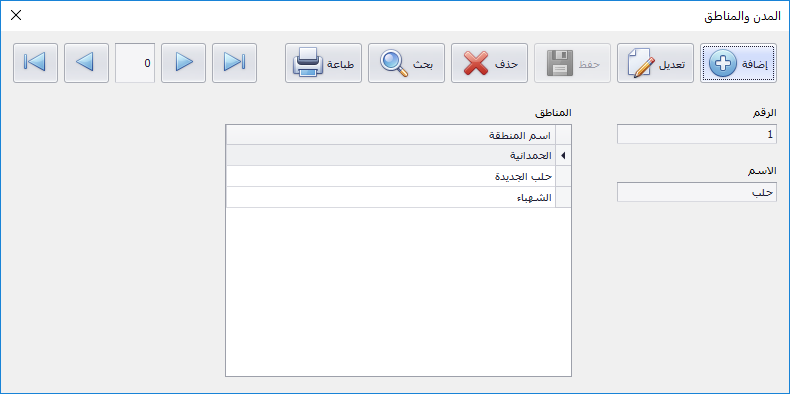 المدن والمناطق
إضافة
تعديل
حفظ
حذف
بحث
طباعة
0
الرقم
1
الاسم
حلب
المناطق
اسم المنطقة
الحمدانية
حلب الجديدة
الشهباء